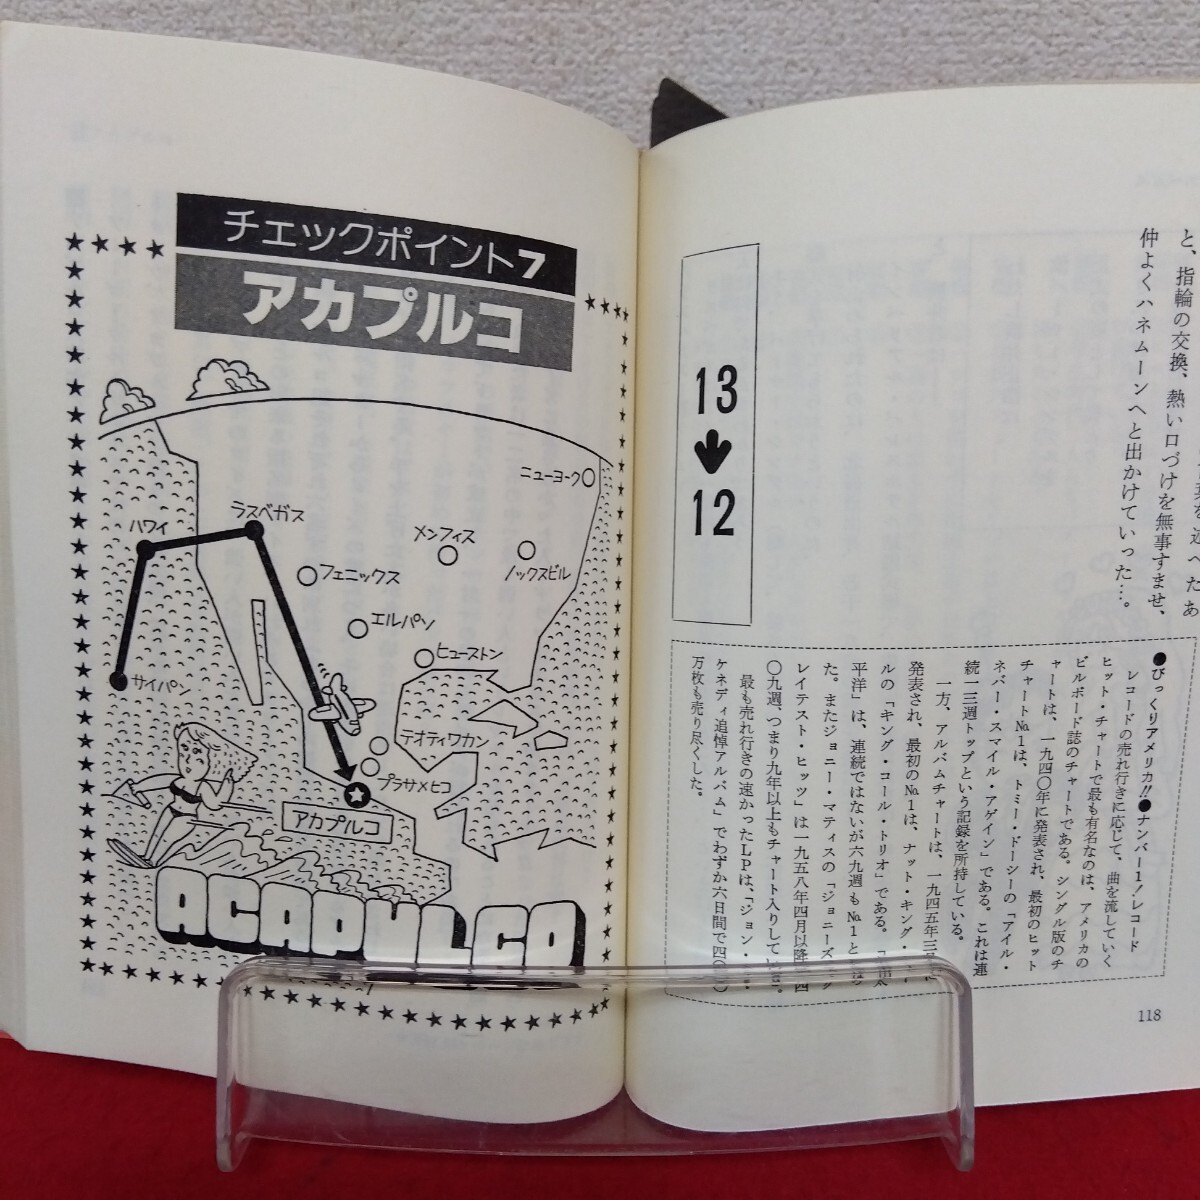 と、指輪の交換、熱い口づけを無事すませ、
仲よくハネムーンへと出かけていった…。
13
12
●びっくりアメリカ!!●ナンバー1!レコード
レコードの売れ行きに応じて、曲を流していく
ヒット・チャートで最も有名なのは、アメリカの
ビルボード誌のチャートである。シングル版のチ
ャートは、一九四〇年に発表され、最初のヒット
チャート№1は、トミー・ドーシーの「アイル・
ネバー・スマイル・アゲイン」である。これは連
続一三週トップという記録を所持している。
一方、アルバムチャートは、一九四五年三月に
発表され、最初の№1は、ナット・キング・
ルの「キング・コール・トリオ」である。
平洋」は、連続ではないが六九週も№1と
た。またジョニー・マティスの「ジョニーズ
レイテスト・ヒッツ」は一九五八年四月以降 四
〇九週、つまり九年以上もチャート入りしてい
最も売れ行きの速かったLPは、「ジョン・
ケネディ追悼アルバム」でわずか六日間で四〇〇
万枚も売り尽くした。
118
チェックポイント7
アカプルコ
ニューヨーク
ハワイ
ラスベガス
メンフィス
ノックスビル
フェニックス
エルパソ
ヒューストン
サイパン
テオティワカン
プラサメヒコ
アカプルコ
ACAPULCO